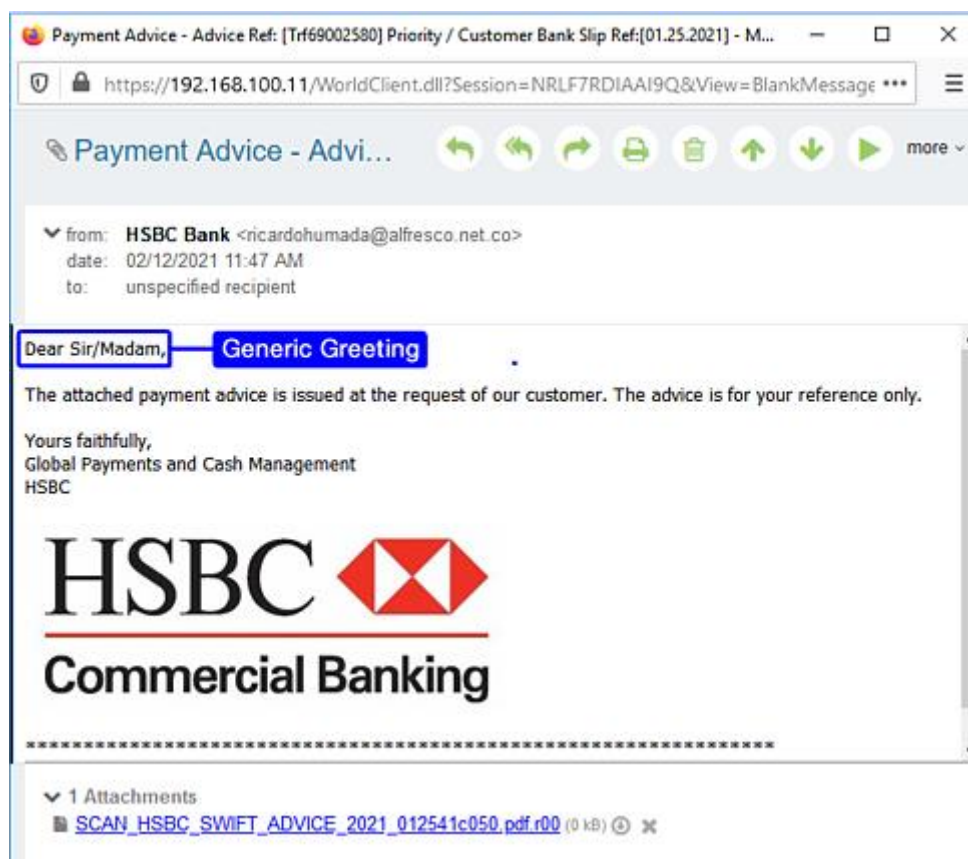 Payment Advice - Advice Ref: [Trf69002580] Priority / Customer Bank Slip Ref:[01.25.2021] - M...
https://192.168.100.11/WorldClient.dll?Session=NRLF7RDIAAI9Q&View=BlankMessage
Payment Advice - Advi...
more
from: HSBC Bank <ricardohumada@alfresco.net.co>
date: 02/12/2021 11:47 AM
to: unspecified recipient
Dear Sir/Madam, Generic Greeting
The attached payment advice is issued at the request of our customer. The advice is for your reference only.
Yours faithfully,
Global Payments and Cash Management
HSBC
HSBC
Commercial Banking
*****************************************************************
1 Attachments
SCAN_HSBC_SWIFT_ADVICE_2021_012541c050.pdf.r00 (0 kB)